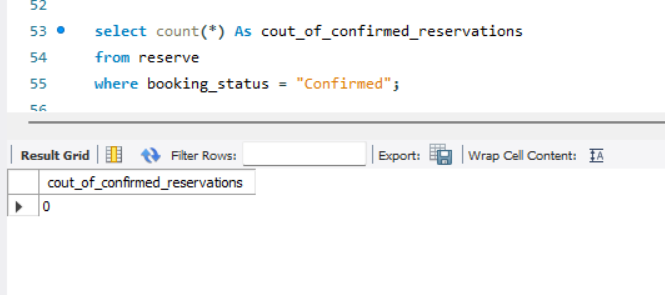 52
53 select count(*) As cout_of_confirmed_reservations
54 from reserve
55 where booking_status = "Confirmed";
56
Result Grid Filter Rows: Export: Wrap Cell Content: IA
cout_of_confirmed_reservations
0